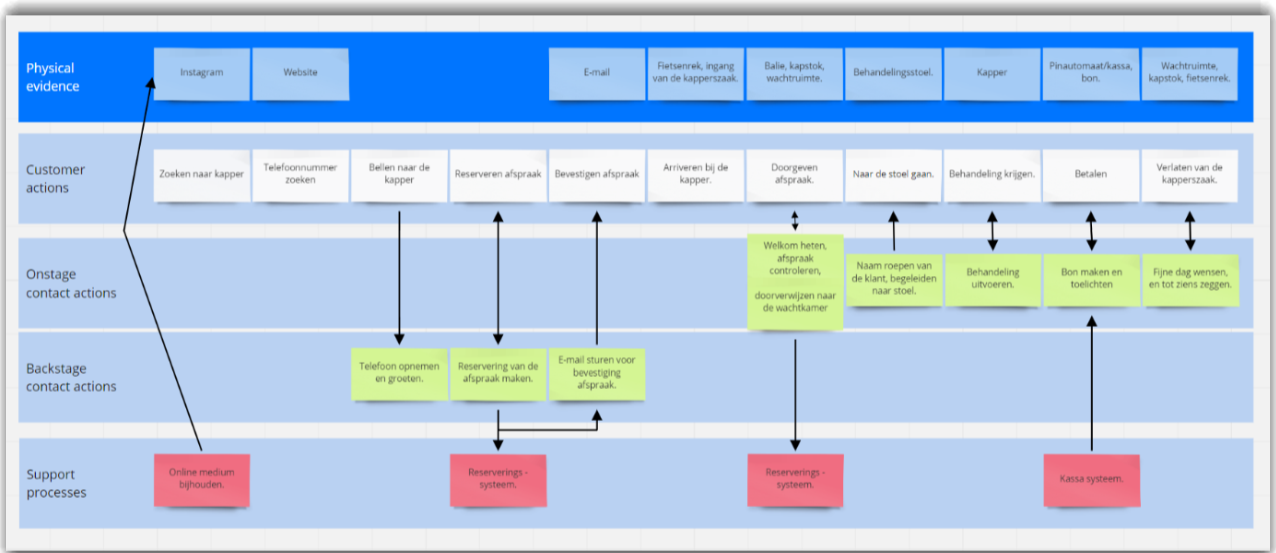 Physical
evidence
Instagram
Website
E-mail
Fietsenrek, ingang
van de kapperszaak.
Balie, kapstok,
wachtruimte.
Behandelingsstoel.
Kapper
Pinautomaat/kassa,
bon.
Wachtruimte,
kapstok, fietsenrek.
Customer
actions
Zoeken naar kapper
Telefoonnummer
zoeken
Bellen naar de
kapper
Reserveren afspraak
Bevestigen afspraak
Arriveren bij de
kapper.
Doorgeven
afspraak.
Naar de stoel gaan.
Behandeling krijgen.
Betalen
Verlaten van de
kapperszaak.
Onstage
contact actions
Welkom heten,
afspraak
controleren,
doorverwijzen naar
de wachtkamer
Naam roepen van
de klant, begeleiden
naar stoel.
Behandeling
uitvoeren.
Bon maken en
toelichten
Fijne dag wensen,
en tot ziens zeggen.
Backstage
contact actions
Telefoon opnemen
en groeten.
Reservering van de
afspraak maken.
E-mail sturen voor
bevestiging
afspraak.
Support
processes
Online medium
bijhouden.
Reserverings -
systeem.
Reserverings -
systeem.
Kassa systeem.